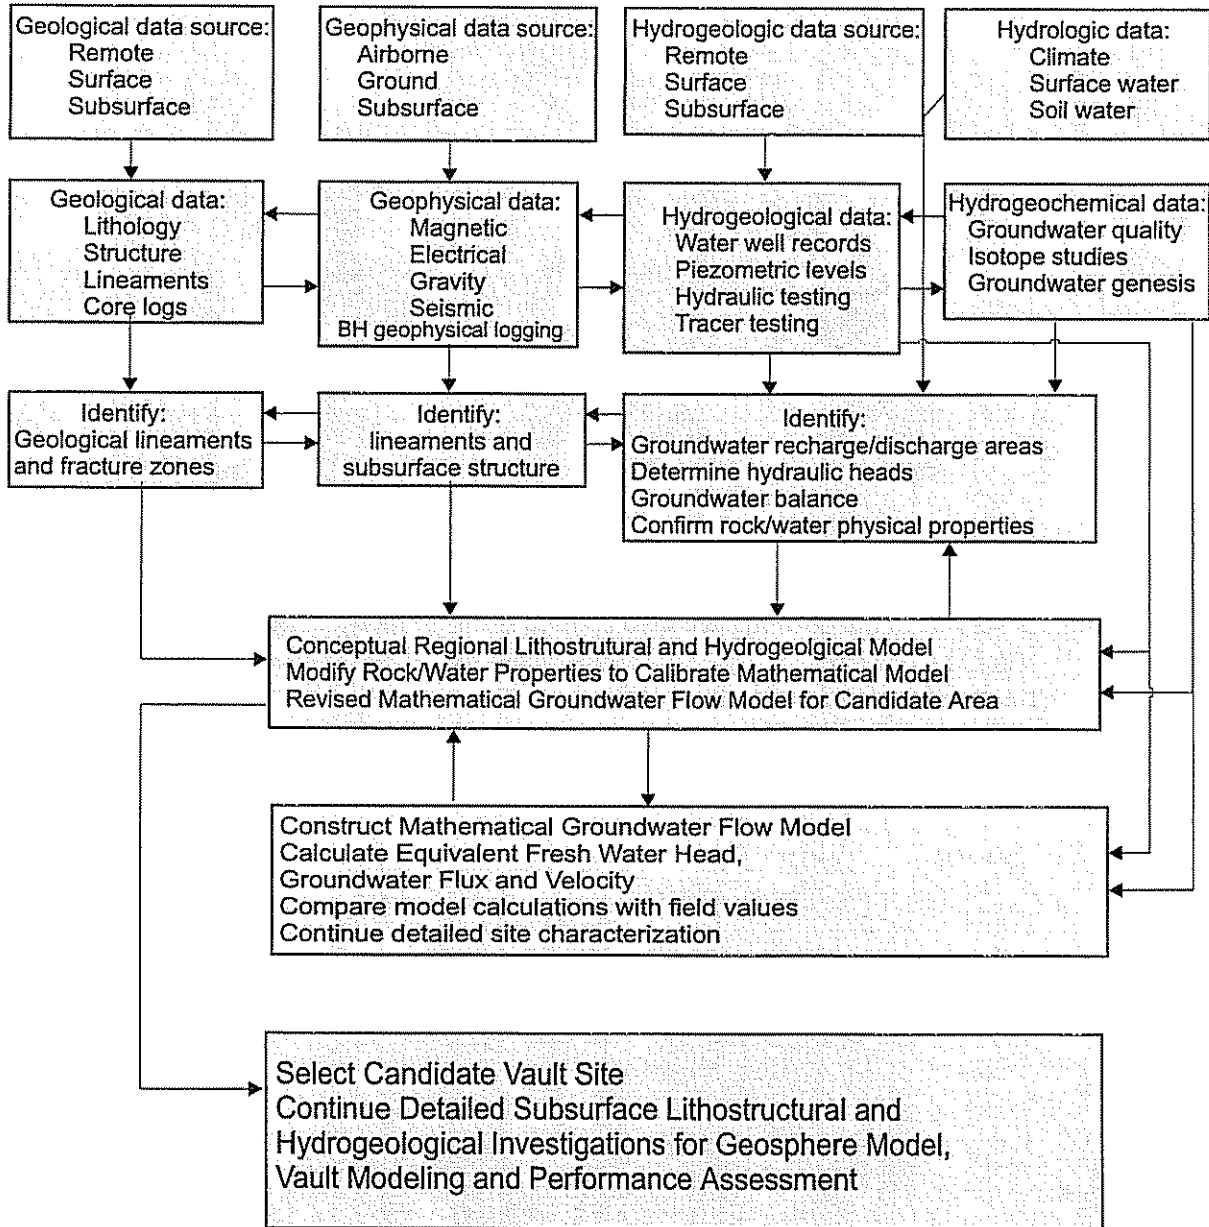 Geological data source:
Remote
Surface
Subsurface
Geophysical data source:
Airborne
Ground
Subsurface
Hydrogeologic data source:
Remote
Surface
Subsurface
Hydrologic data:
Climate
Surface water
Soil water
Geological data:
Lithology
Structure
Lineaments
Core logs
Geophysical data:
Magnetic
Electrical
Gravity
Seismic
BH geophysical logging
Hydrogeological data:
Water well records
Piezometric levels
Hydraulic testing
Tracer testing
Hydrogeochemical data:
Groundwater quality
Isotope studies
Groundwater genesis
Identify:
Geological lineaments
and fracture zones
Identify:
lineaments and
subsurface structure
Identify:
Groundwater recharge/discharge areas
Determine hydraulic heads
Groundwater balance
Confirm rock/water physical properties
Conceptual Regional Lithostrutural and Hydrogeolgical Model
Modify Rock/Water Properties to Calibrate Mathematical Model
Revised Mathematical Groundwater Flow Model for Candidate Area
Construct Mathematical Groundwater Flow Model
Calculate Equivalent Fresh Water Head,
Groundwater Flux and Velocity
Compare model calculations with field values
Continue detailed site characterization
Select Candidate Vault Site
Continue Detailed Subsurface Lithostructural and
Hydrogeological Investigations for Geosphere Model,
Vault Modeling and Performance Assessment